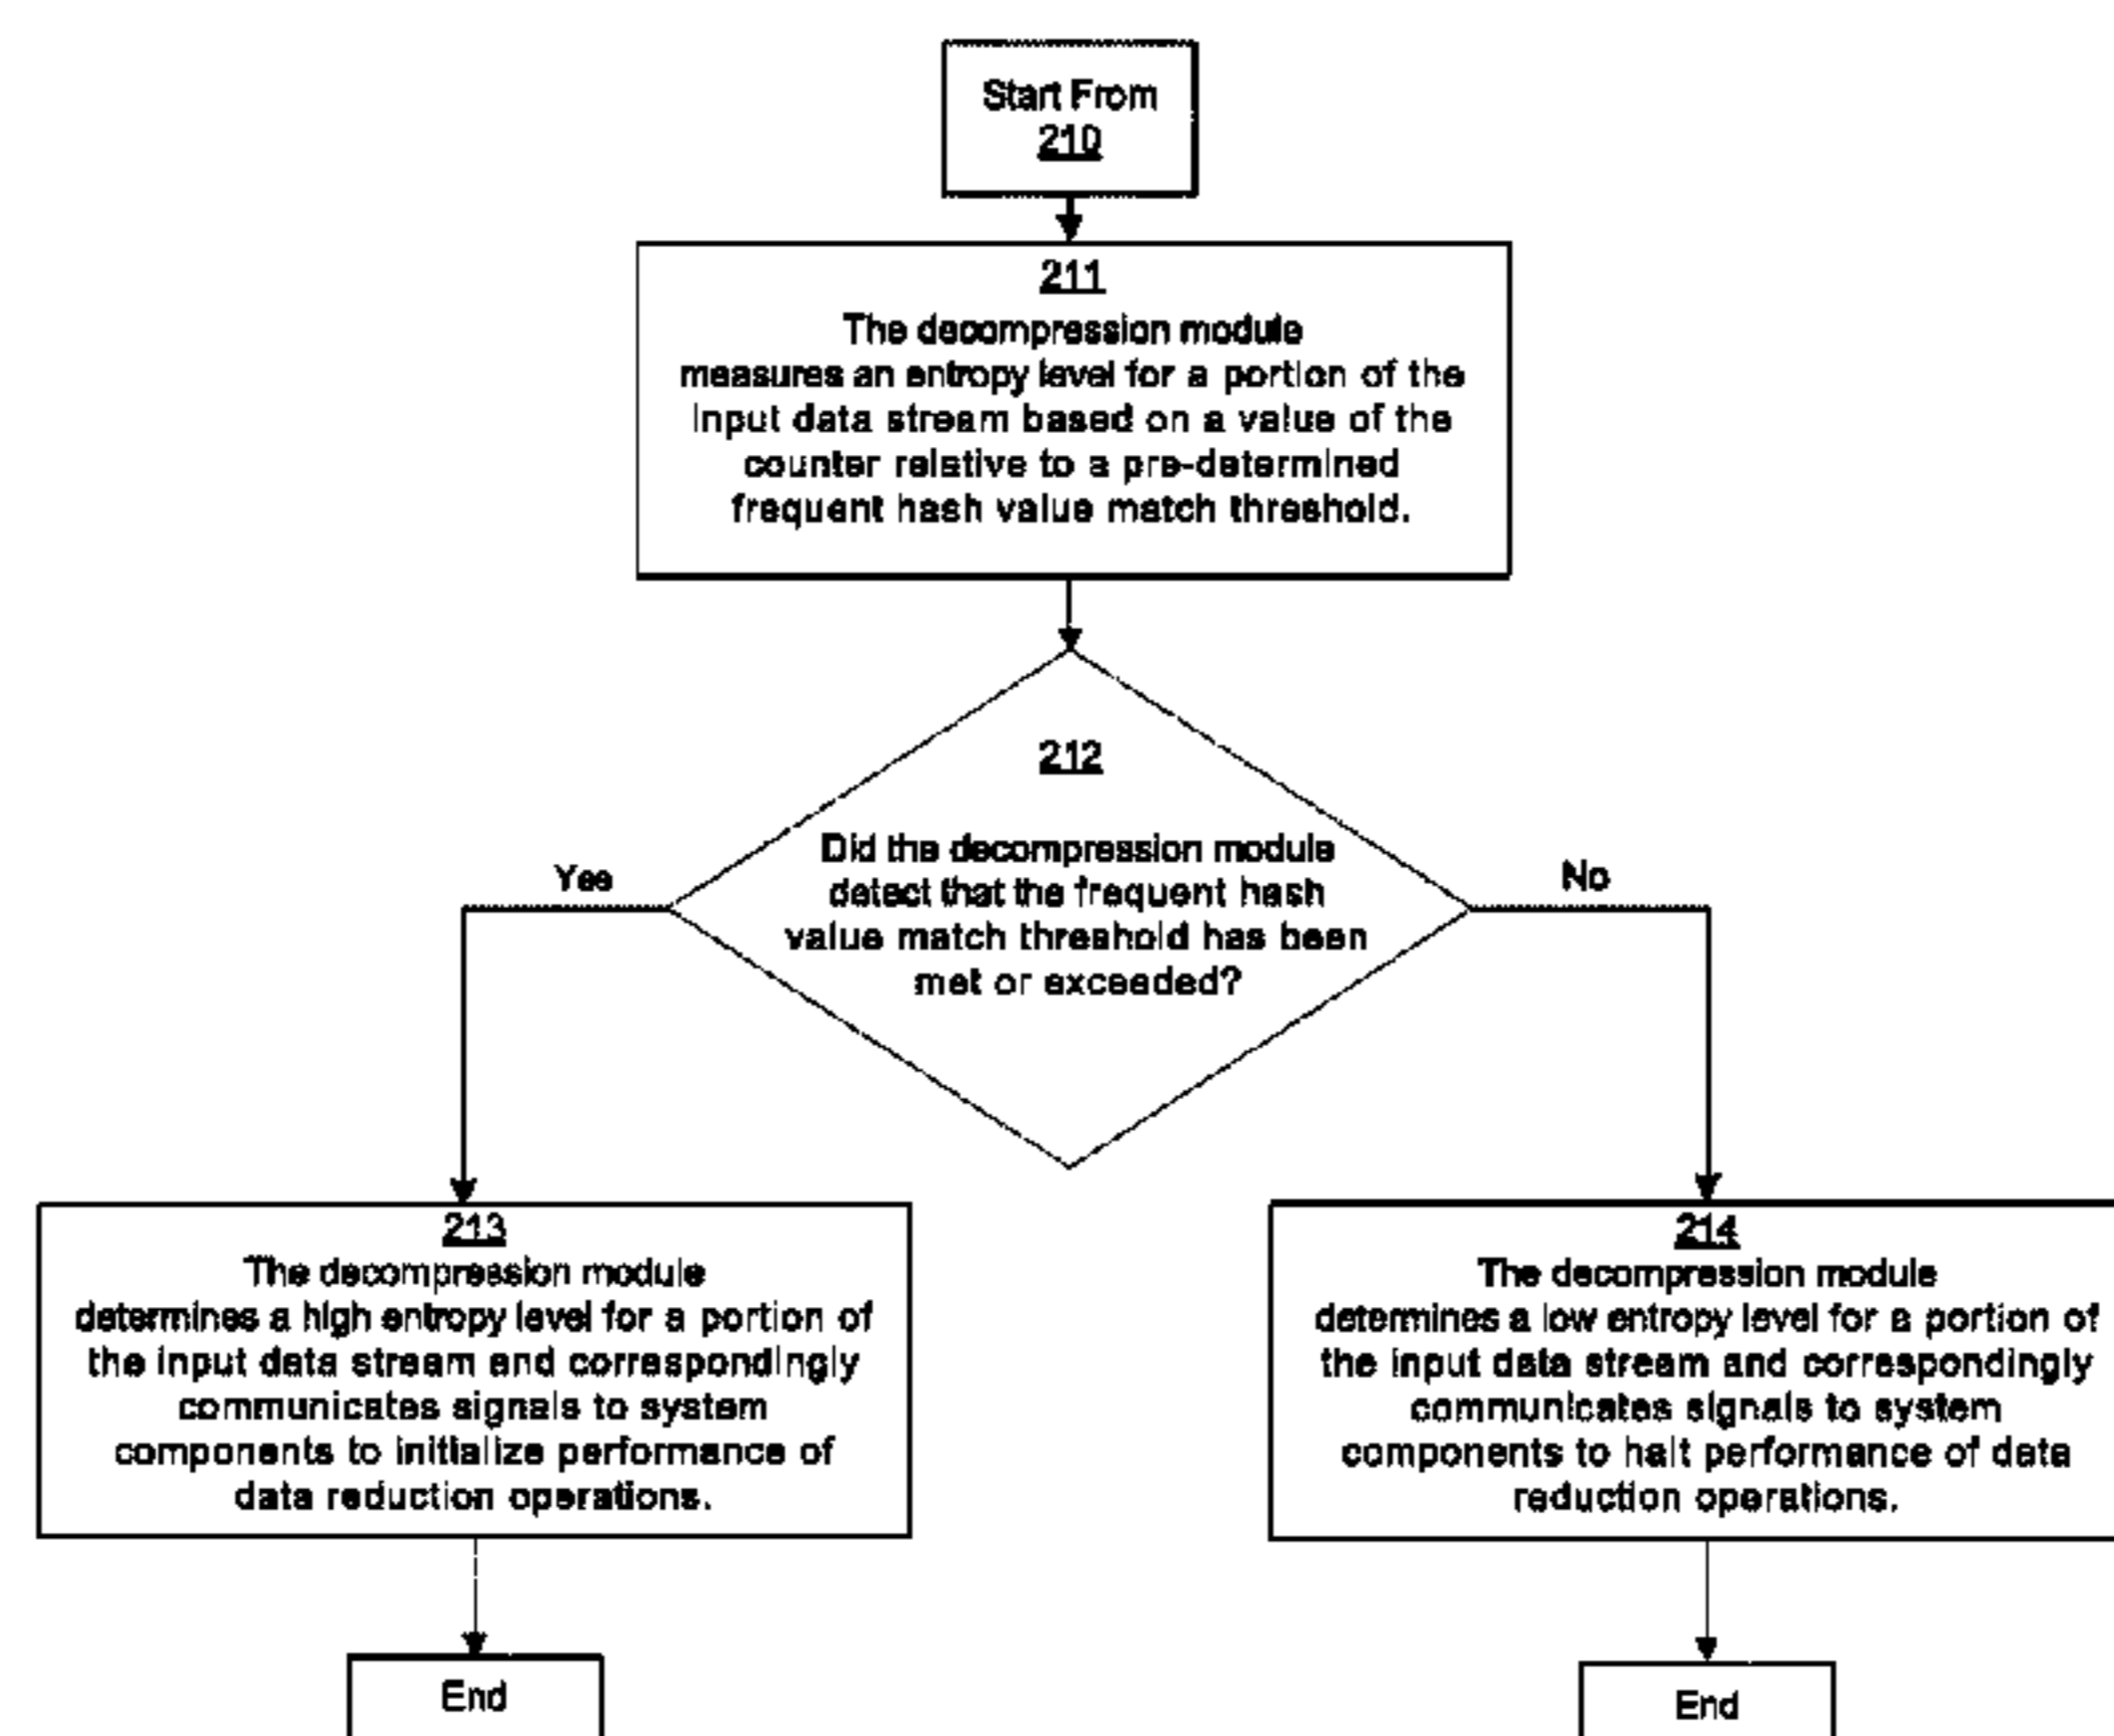 Start From
210
211
The decompression module
measures an entropy level for a portion of the
input data stream based on a value of the
counter relative to a pre-determined
frequent hash value match threshold.
212
Did the decompression module
detect that the frequent hash
value match threshold has been
met or exceeded?
Yes
No
213
The decompression module
determines a high entropy level for a portion of
the input data stream and correspondingly
communicates signals to system
components to initialize performance of
data reduction operations.
214
The decompression module
determines a low entropy level for a portion of
the input data stream and correspondingly
communicates signals to system
components to halt performance of data
reduction operations.
End
End